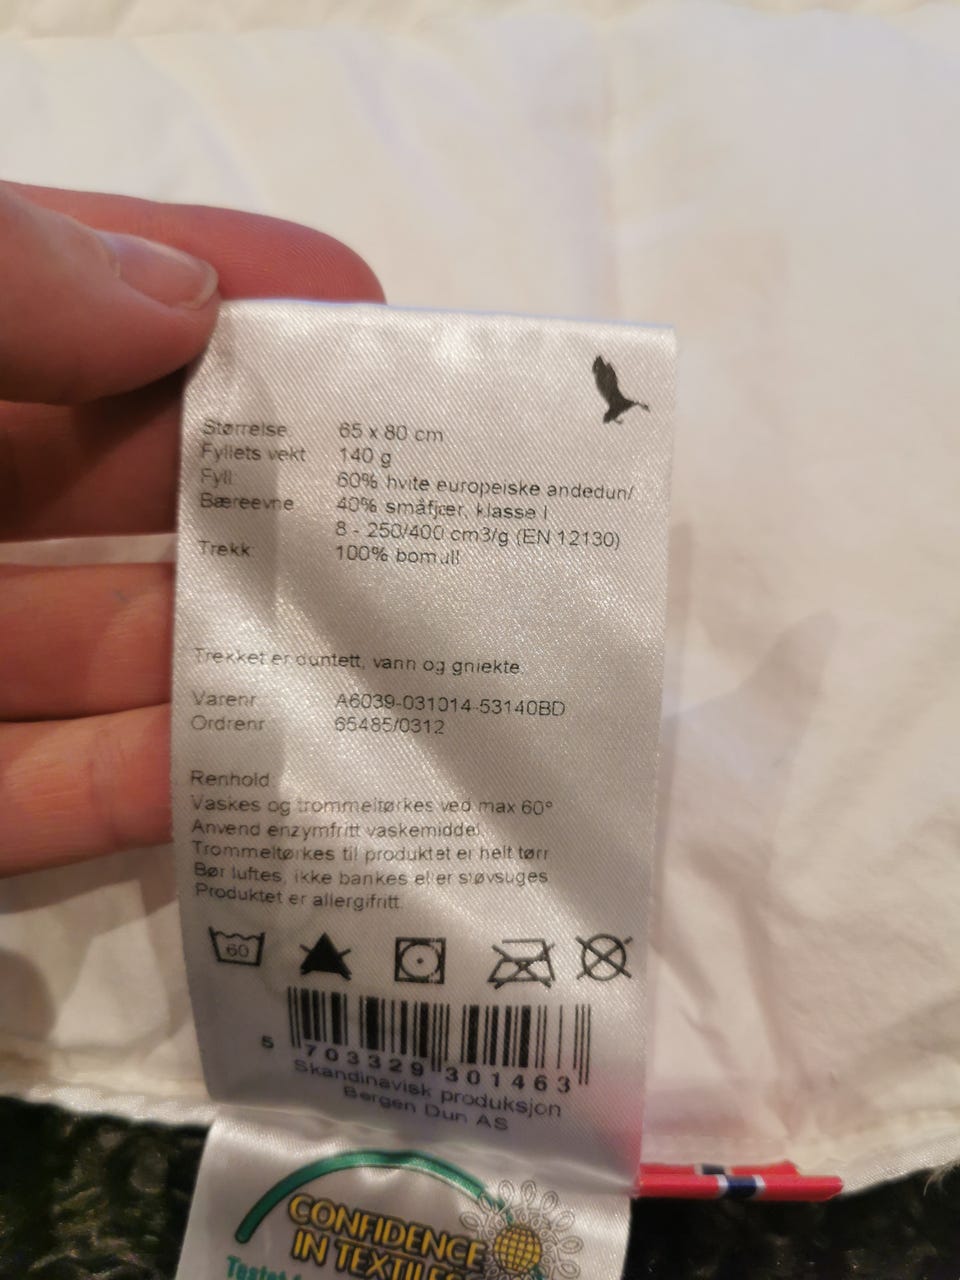 Størrelse: 65 x 80 cm
Fyllets vekt 140 g
Fyll: 60% hvite europeiske andedun/
Bæreevne 40% småfjær, klasse I
8 - 250/400 cm3/g (EN 12130)
Trekk: 100% bomull
Trekket er duntett, vann og gniekte.
Varenr A6039-031014-53140BD
Ordrenr 65485/0312
Renhold
Vaskes og trommeltørkes ved max 60°
Anvend enzymfritt vaskemiddel
Trommeltørkes til produktet er helt tørr
Bør luftes, ikke bankes eller støvsuges
Produktet er allergifritt.
60
5 703329 301463
Skandinavisk produksjon
Bergen Dun AS
CONFIDENCE
IN TEXTILES